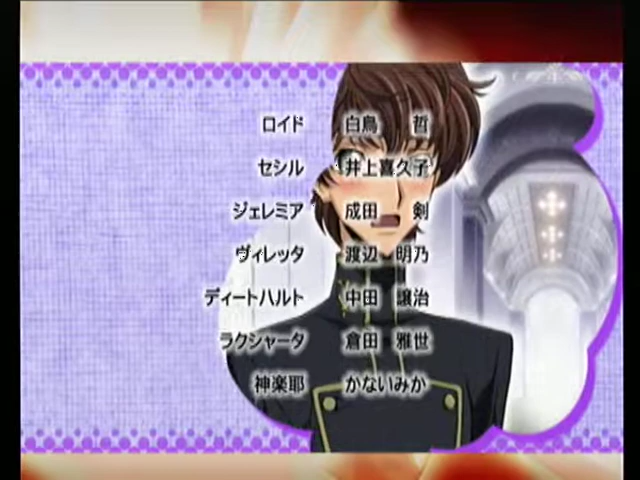 ロイド 白鳥 哲
セシル 井上喜久子
ジェレミア 成田 剣
ヴィレッタ 渡辺 明乃
ディートハルト 中田 譲治
ラクシャータ 倉田 雅世
神楽耶 かないみか